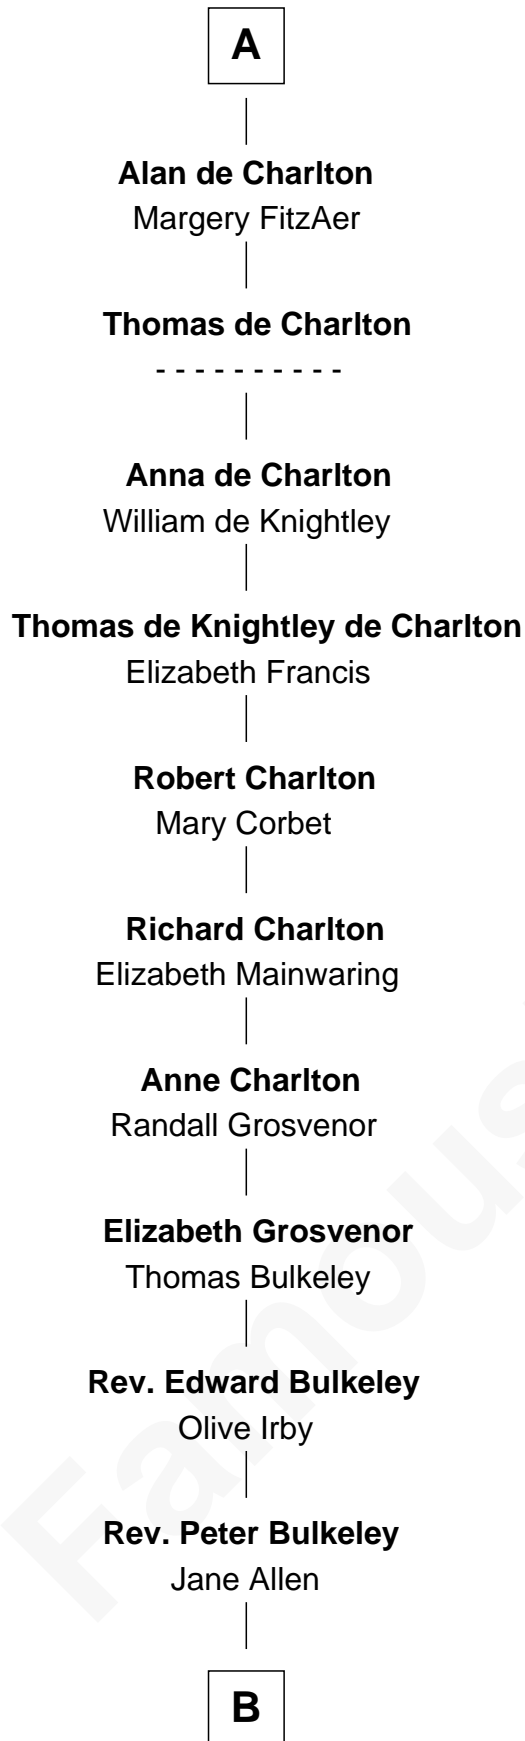 A
Alan de Charlton
Margery FitzAer
Thomas de Charlton
- - - - - - - - - -
Anna de Charlton
William de Knightley
Thomas de Knightley de Charlton
Elizabeth Francis
Robert Charlton
Mary Corbet
Richard Charlton
Elizabeth Mainwaring
Anne Charlton
Randall Grosvenor
Elizabeth Grosvenor
Thomas Bulkeley
Rev. Edward Bulkeley
Olive Irby
Rev. Peter Bulkeley
Jane Allen
B
Famous